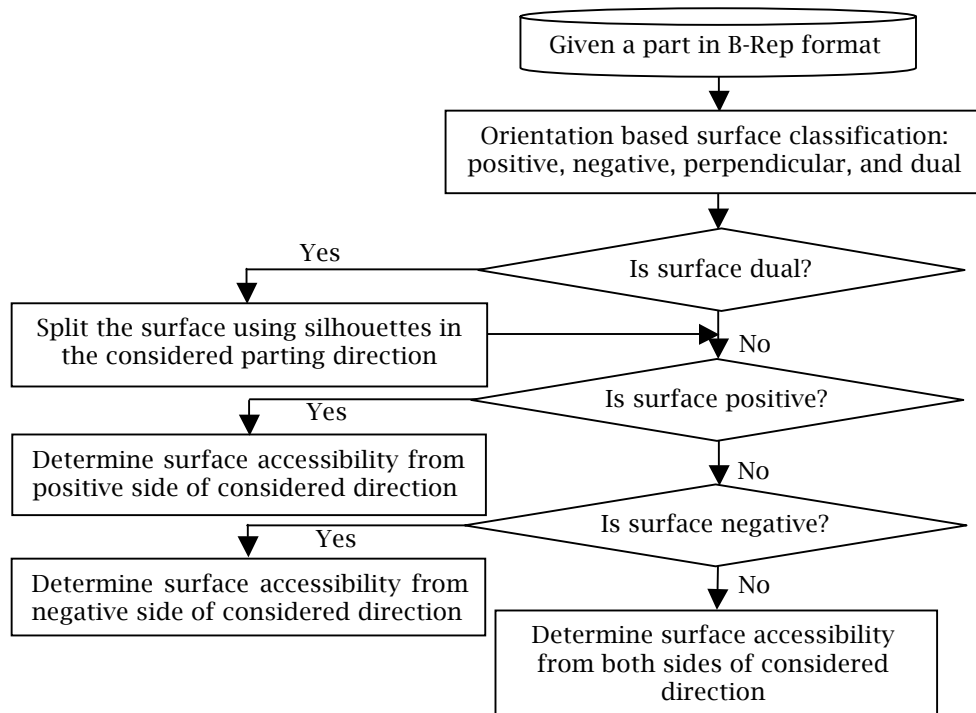 Given a part in B-Rep format
Orientation based surface classification:
positive, negative, perpendicular, and dual
Yes
Is surface dual?
Split the surface using silhouettes in
the considered parting direction
No
Is surface positive?
Yes
Determine surface accessibility from
positive side of considered direction
No
Is surface negative?
Yes
Determine surface accessibility from
negative side of considered direction
No
Determine surface accessibility
from both sides of considered
direction